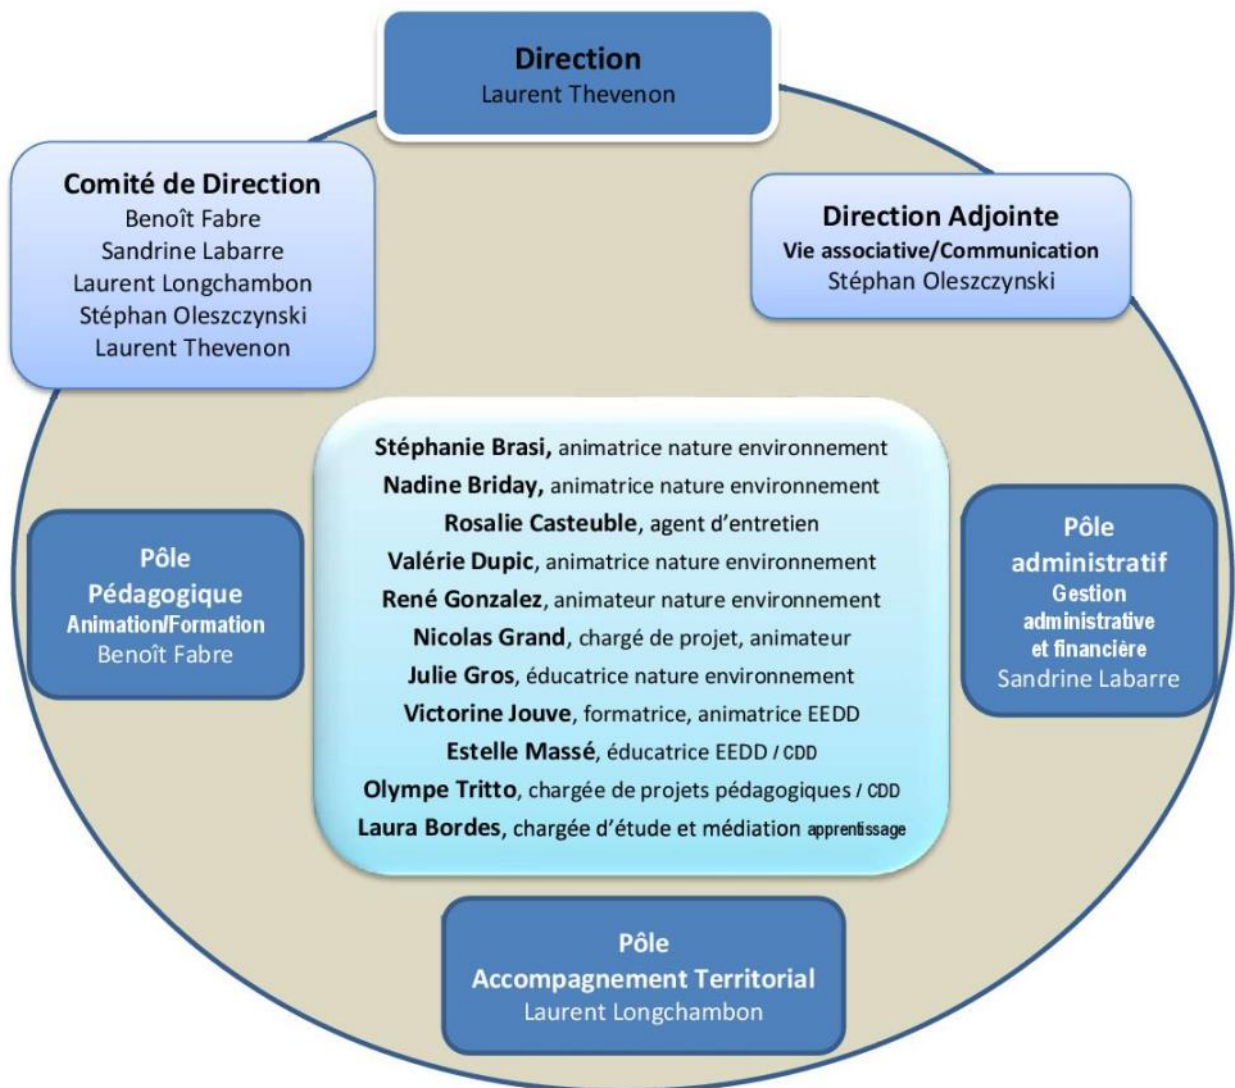 Direction
Laurent Thevenon
Comité de Direction
Benoît Fabre
Sandrine Labarre
Laurent Longchambon
Stéphan Oleszczynski
Laurent Thevenon
Direction Adjointe
Vie associative/Communication
Stéphan Oleszczynski
Stéphanie Brasi, animatrice nature environnement
Nadine Briday, animatrice nature environnement
Rosalie Casteuble, agent d’entretien
Valérie Dupic, animatrice nature environnement
René Gonzalez, animateur nature environnement
Nicolas Grand, chargé de projet, animateur
Julie Gros, éducatrice nature environnement
Victorine Jouve, formatrice, animatrice EEDD
Estelle Massé, éducatrice EEDD / CDD
Olympe Tritto, chargée de projets pédagogiques / CDD
Laura Bordes, chargée d’étude et médiation apprentissage
Pôle
Pédagogique
Animation/Formation
Benoît Fabre
Pôle
administratif
Gestion
administrative
et financière
Sandrine Labarre
Pôle
Accompagnement Territorial
Laurent Longchambon